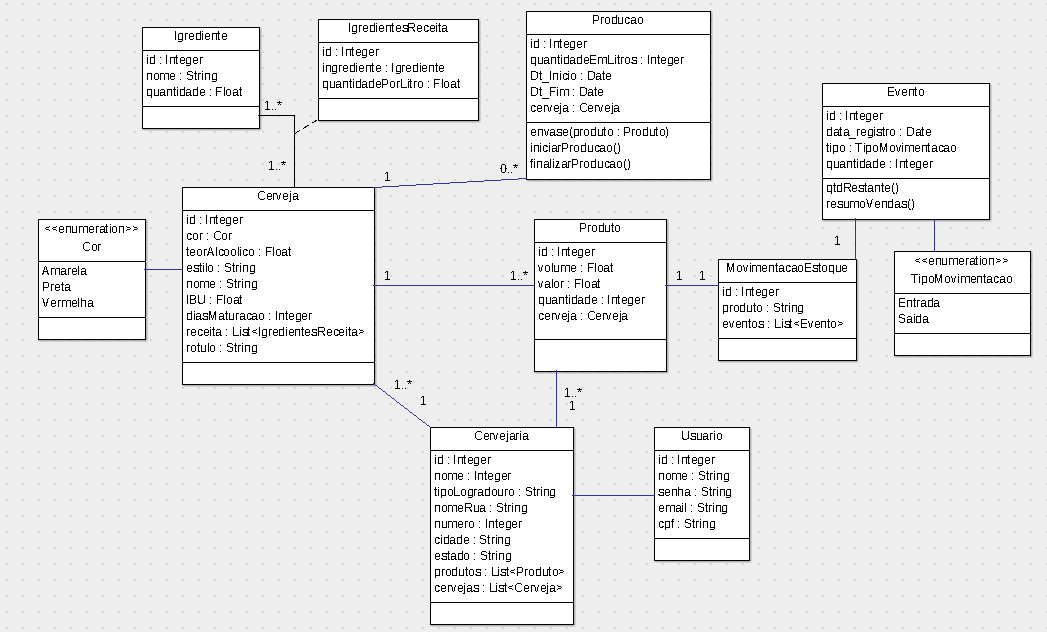 Igrediente
id : Integer
nome : String
quantidade : Float
1..*
1..*
IgredientesReceita
id : Integer
ingrediente : Igrediente
quantidadePorLitro : Float
Producao
id : Integer
quantidadeEmLitros : Integer
Dt_Inicio : Date
Dt_Fim : Date
cerveja : Cerveja
envase(produto : Produto)
iniciarProducao()
finalizarProducao()
1
0..*
Evento
id : Integer
data_registro : Date
tipo : TipoMovimentacao
quantidade : Integer
qtdRestante()
resumoVendas()
1
<<enumeration>>
Cor
Amarela
Preta
Vermelha
Cerveja
id : Integer
cor : Cor
teorAlcoolico : Float
estilo : String
nome : String
IBU : Float
diasMaturacao : Integer
receita : List<IgredientesReceita>
rotulo : String
1
1..*
Produto
id : Integer
volume : Float
valor : Float
quantidade : Integer
cerveja : Cerveja
1
1
MovimentacaoEstoque
id : Integer
produto : String
eventos : List<Evento>
<<enumeration>>
TipoMovimentacao
Entrada
Saida
1..*
1
1..*
1
Cervejaria
id : Integer
nome : Integer
tipoLogradouro : String
nomeRua : String
numero : Integer
cidade : String
estado : String
produtos : List<Produto>
cervejas : List<Cerveja>
Usuario
id : Integer
nome : String
senha : String
email : String
cpf : String